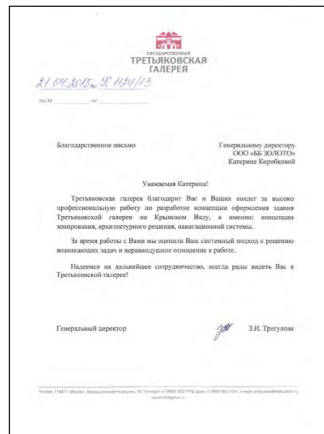 ГОСУДАРСТВЕННАЯ
ТРЕТЬЯКОВСКАЯ
ГАЛЕРЕЯ
21.04.2015 № 1124/13
на № от
Благодарственное письмо
Генеральному директору
ООО «ББ ЗОЛОТО»
Катерине Коробковой
Уважаемая Катерина!
Третьяковская галерея благодарит Вас и Ваших коллег за высоко
профессиональную работу по разработке концепции оформления здания
Третьяковской галереи на Крымском Валу, а именно: концепции
зонирования, архитектурного решения, навигационной системы.
За время работы с Вами мы оценили Ваш системный подход к решению
возникающих задач и неравнодушное отношение к работе.
Надеемся на дальнейшее сотрудничество, всегда рады видеть Вас в
Третьяковской галерее!
Генеральный директор
З.И. Трегулова